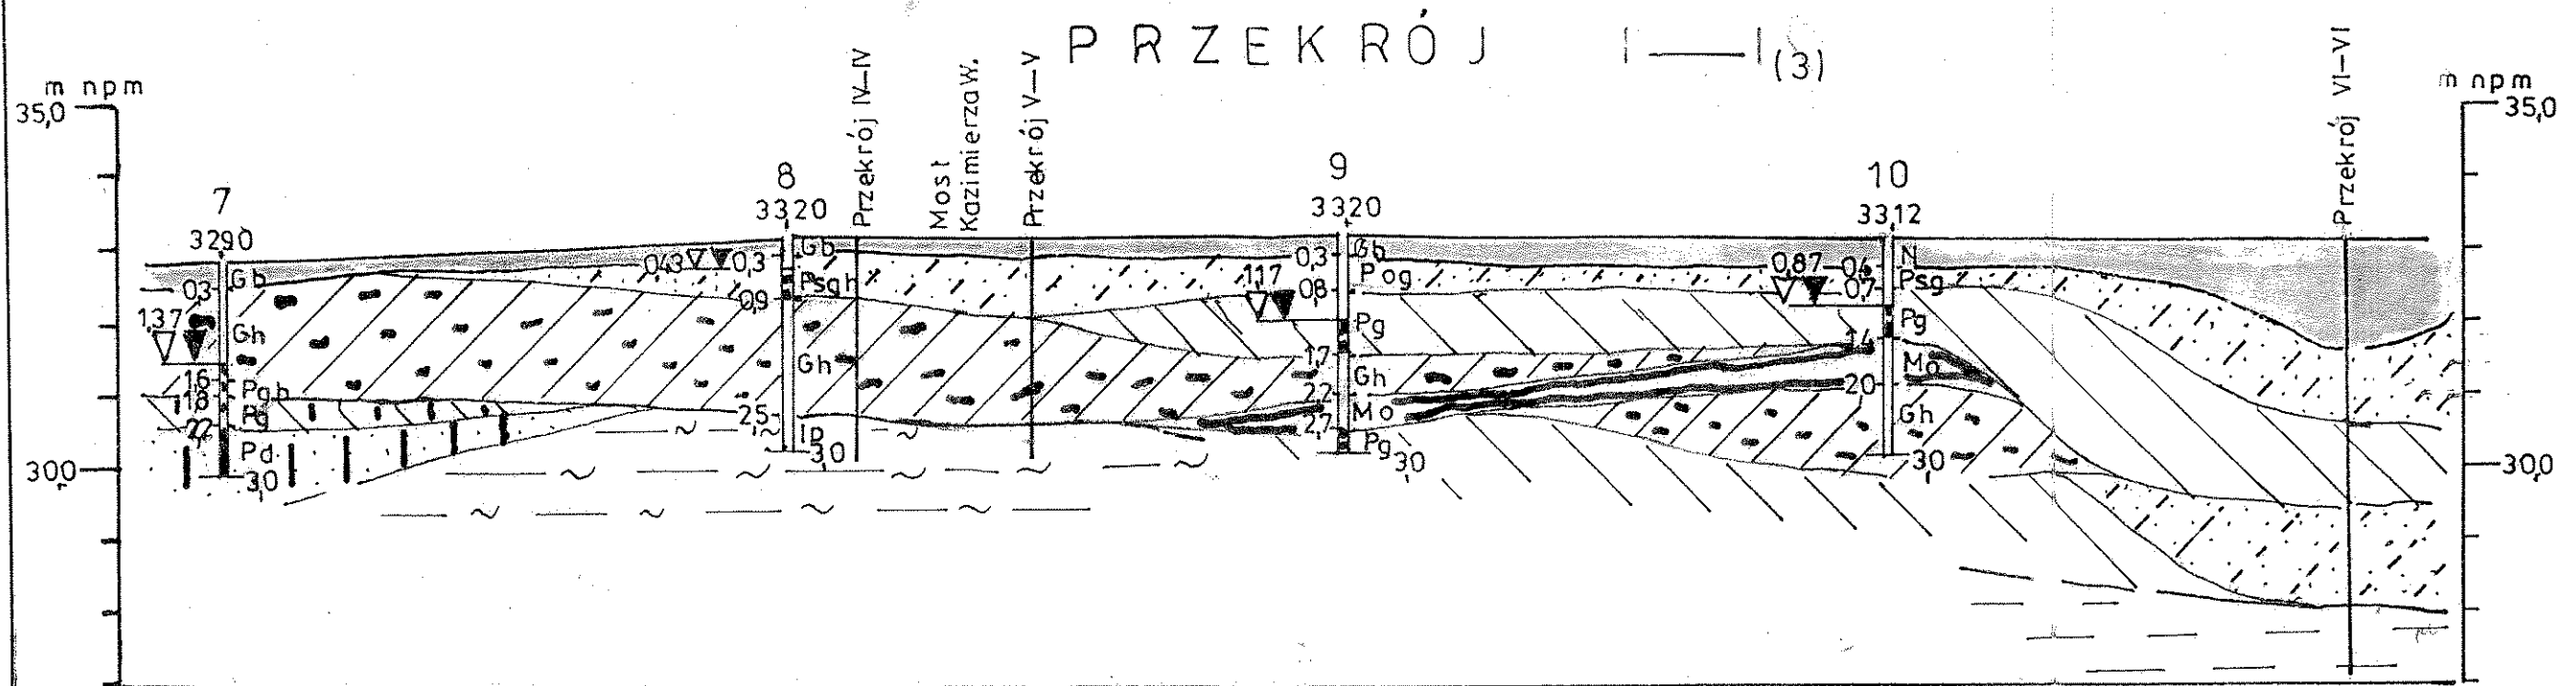 PRZEKRÓJ I — I (3)
m npm
35,0
30,0
7
32,90
Gb
0,3
Gh
1,37
1,6
Pgh
1,8
Pg
2,2
Pd
3,0
8
33,20
0,43
Gb
0,3
Psgh
0,9
Gh
2,5
Ip
3,0
Przekrój IV—IV
Most
Kazimierza W.
Przekrój V—V
9
33,20
Gb
0,3
Pog
0,8
1,17
Pg
1,7
Gh
2,2
Mo
2,7
Pg
3,0
10
33,12
N
0,4
Psg
0,7
0,87
Pg
1,4
Mo
2,0
Gh
3,0
Przekrój VI—VI
m npm
35,0
30,0